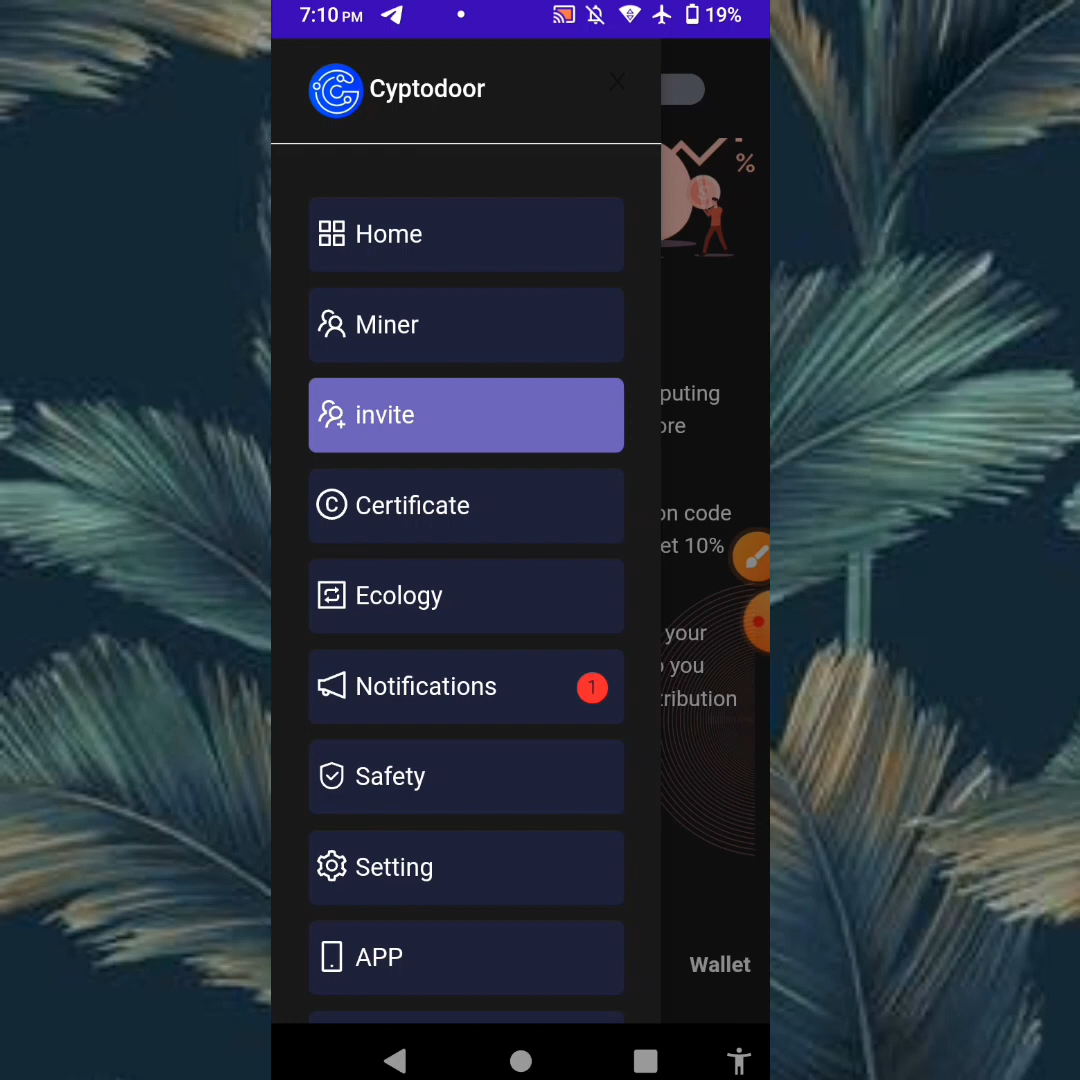 7:10 PM
19%
Cyptodoor
%
Home
Miner
invite
Certificate
Ecology
Notifications
1
Safety
Setting
APP
puting
ore
on code
et 10%
your
you
tribution
Wallet